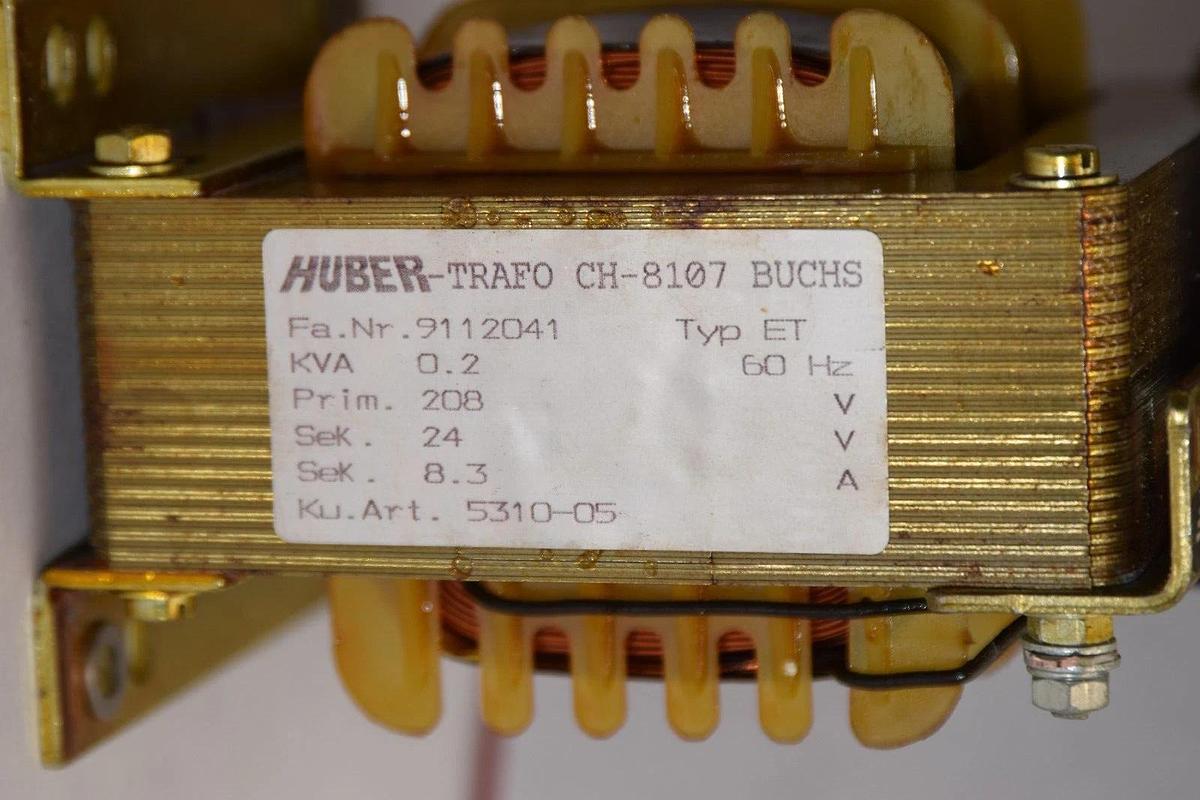 HUBER-TRAFO CH-8107 BUCHS
Fa.Nr.9112041 Typ ET
KVA 0.2 60 Hz
Prim. 208 V
Sek. 24 V
Sek. 8.3 A
Ku.Art. 5310-05